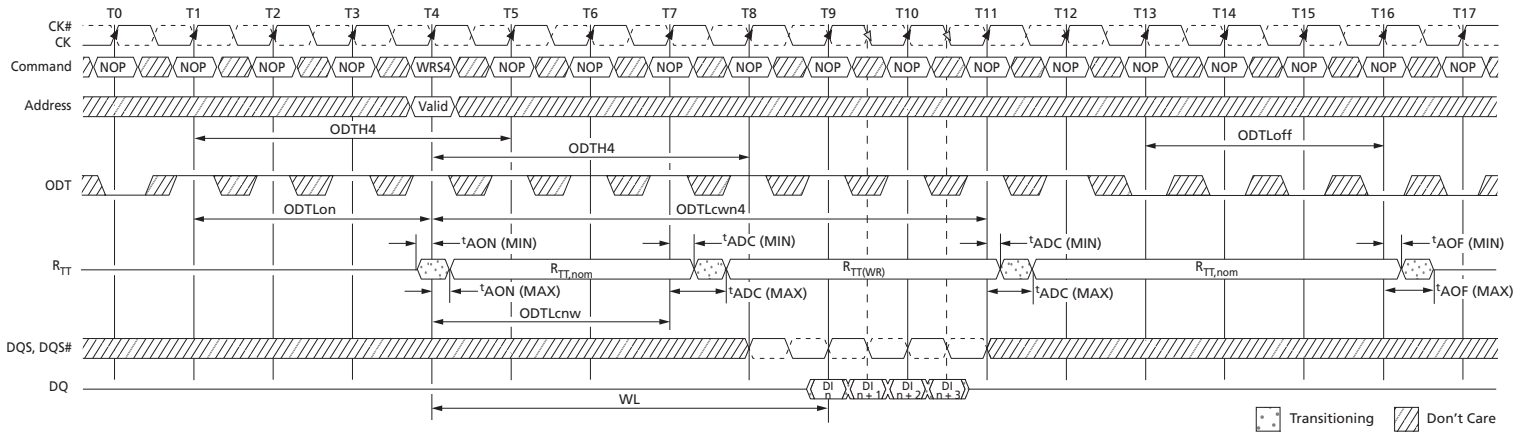 T0 T1 T2 T3 T4 T5 T6 T7 T8 T9 T10 T11 T12 T13 T14 T15 T16 T17
CK#
CK
Command NOP NOP NOP NOP WRS4 NOP NOP NOP NOP NOP NOP NOP NOP NOP NOP NOP NOP NOP
Address Valid
ODTH4 ODTLoff
ODTH4
ODT
ODTLon ODTLcwn4
tAON (MIN) tADC (MIN) tADC (MIN) tAOF (MIN)
RTT RTT,nom RTT(WR) RTT,nom
tAON (MAX) tADC (MAX) tADC (MAX) tAOF (MAX)
ODTLcnw
DQS, DQS#
DQ DI n DI n + 1 DI n + 2 DI n + 3
WL
Transitioning Don't Care